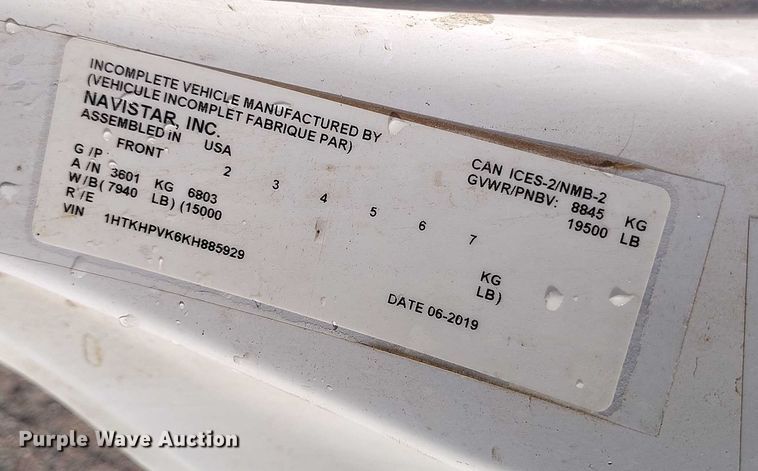 INCOMPLETE VEHICLE MANUFACTURED BY
(VEHICULE INCOMPLET FABRIQUE PAR)
NAVISTAR, INC.
ASSEMBLED IN USA
FRONT 2 3 4 5 6 7
G/P
A/N 3601 KG 6803 KG
W/B (7940 LB) (15000 LB)
R/E
VIN 1HTKHPVK6KH885929
CAN ICES-2/NMB-2
GVWR/PNBV: 8845 KG
19500 LB
DATE 06-2019
Purple Wave Auction